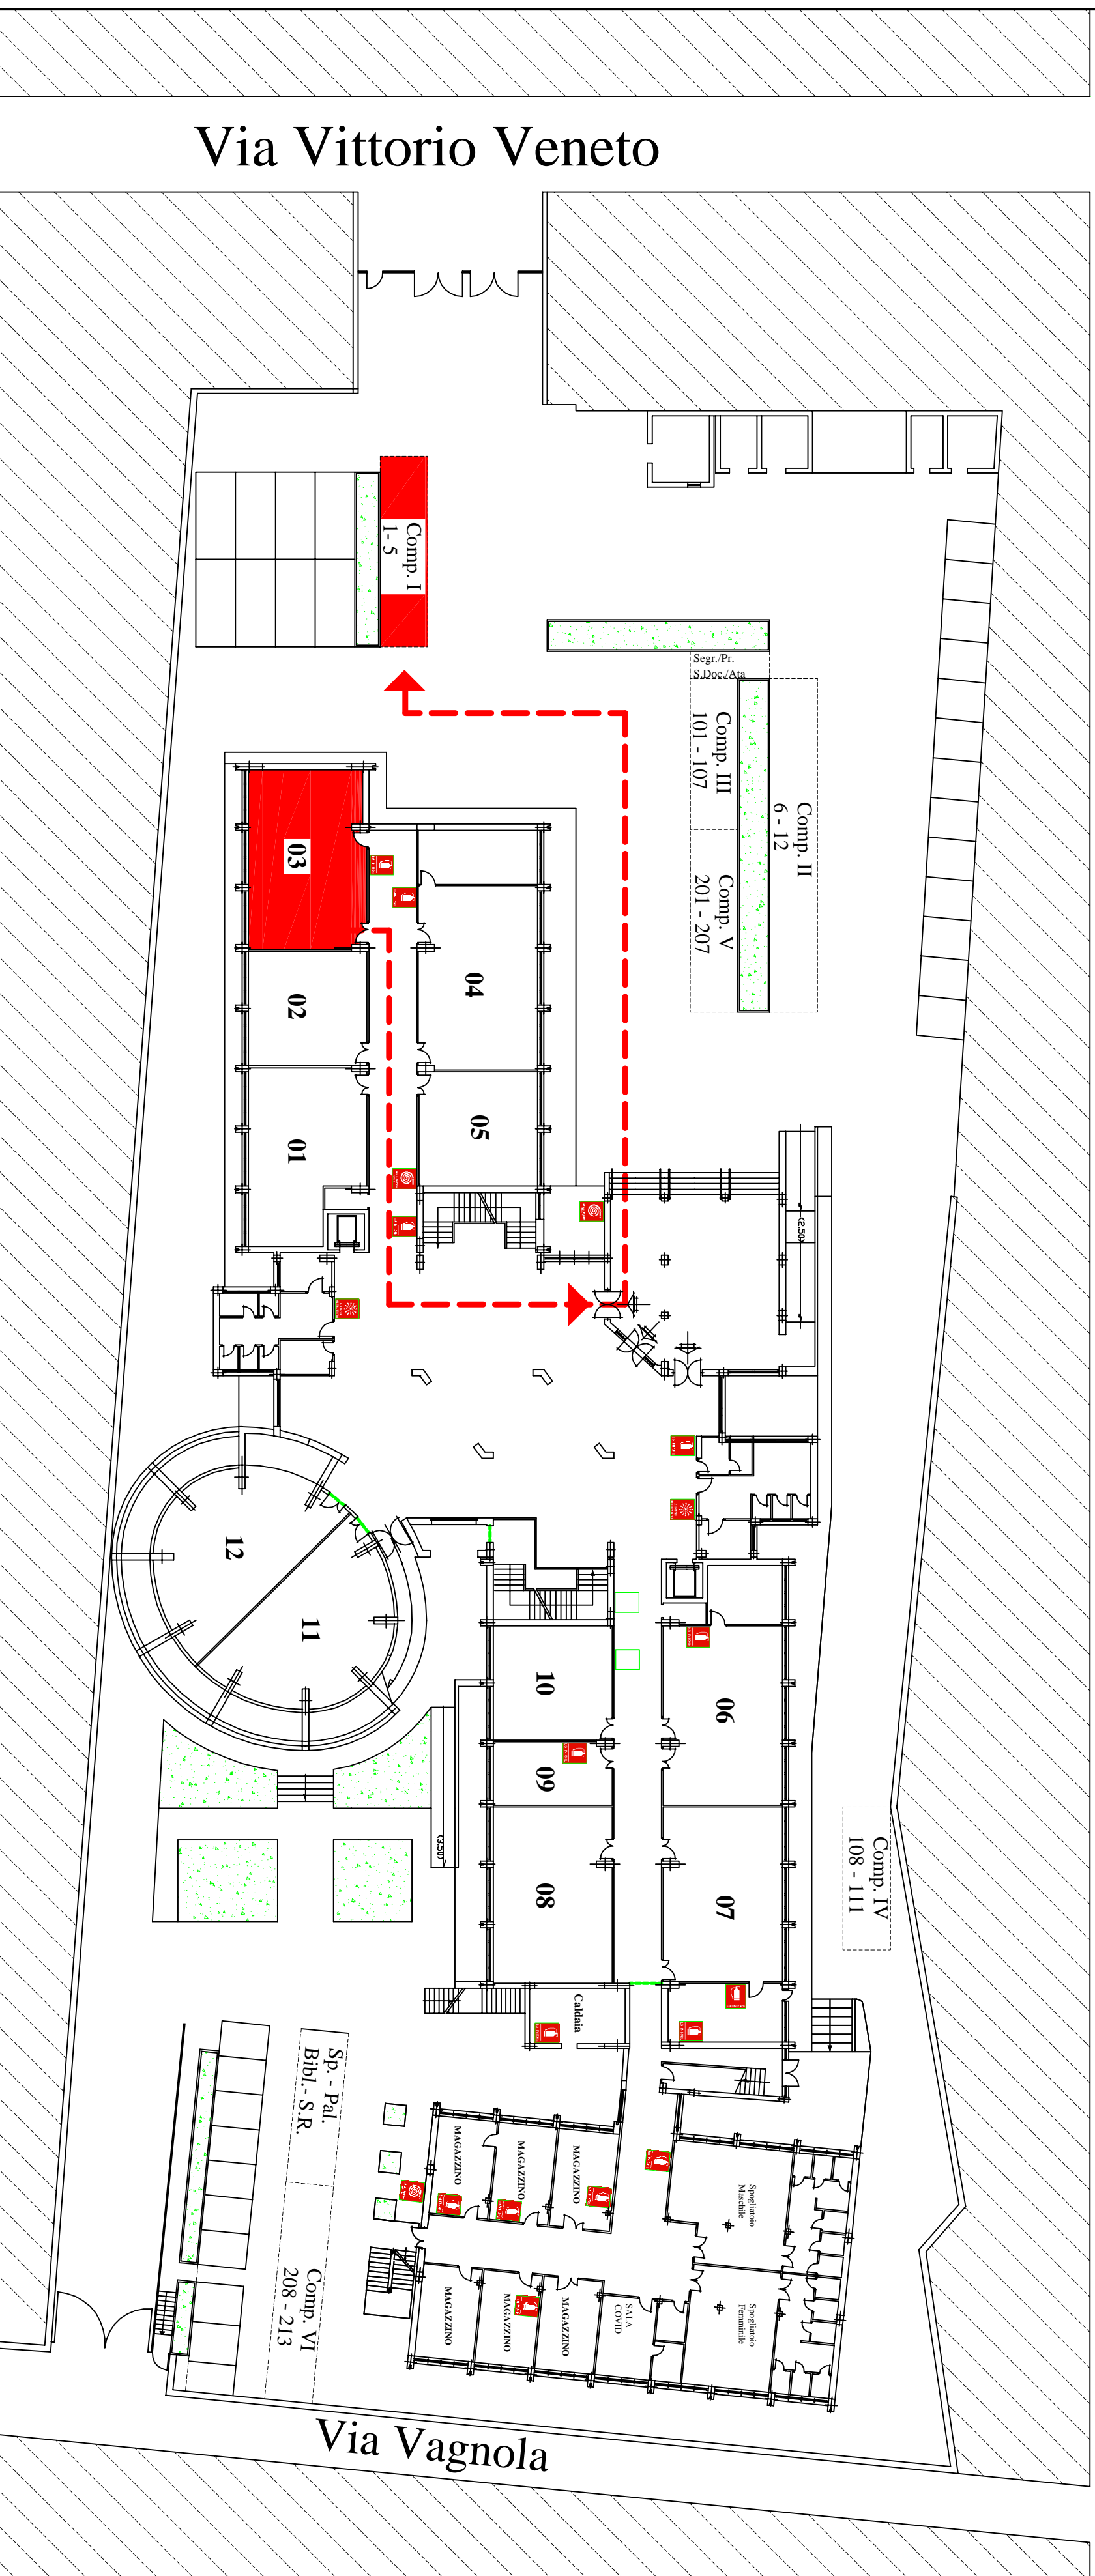 Via Vittorio Veneto
Comp. I
1- 5
Segr./Pr.
S.Doc./Ata
Comp. III
101 - 107
Comp. II
6 - 12
Comp. V
201 - 207
03
04
02
05
01
12
11
10
06
09
08
07
Comp. IV
108 - 111
Caldaia
Sp. - Pal.
Bibl.- S.R.
Comp. VI
208 - 213
MAGAZZINO
MAGAZZINO
MAGAZZINO
Spogliatoio
Maschile
MAGAZZINO
MAGAZZINO
MAGAZZINO
SALA
COVID
Spogliatoio
Femminile
Via Vagnola